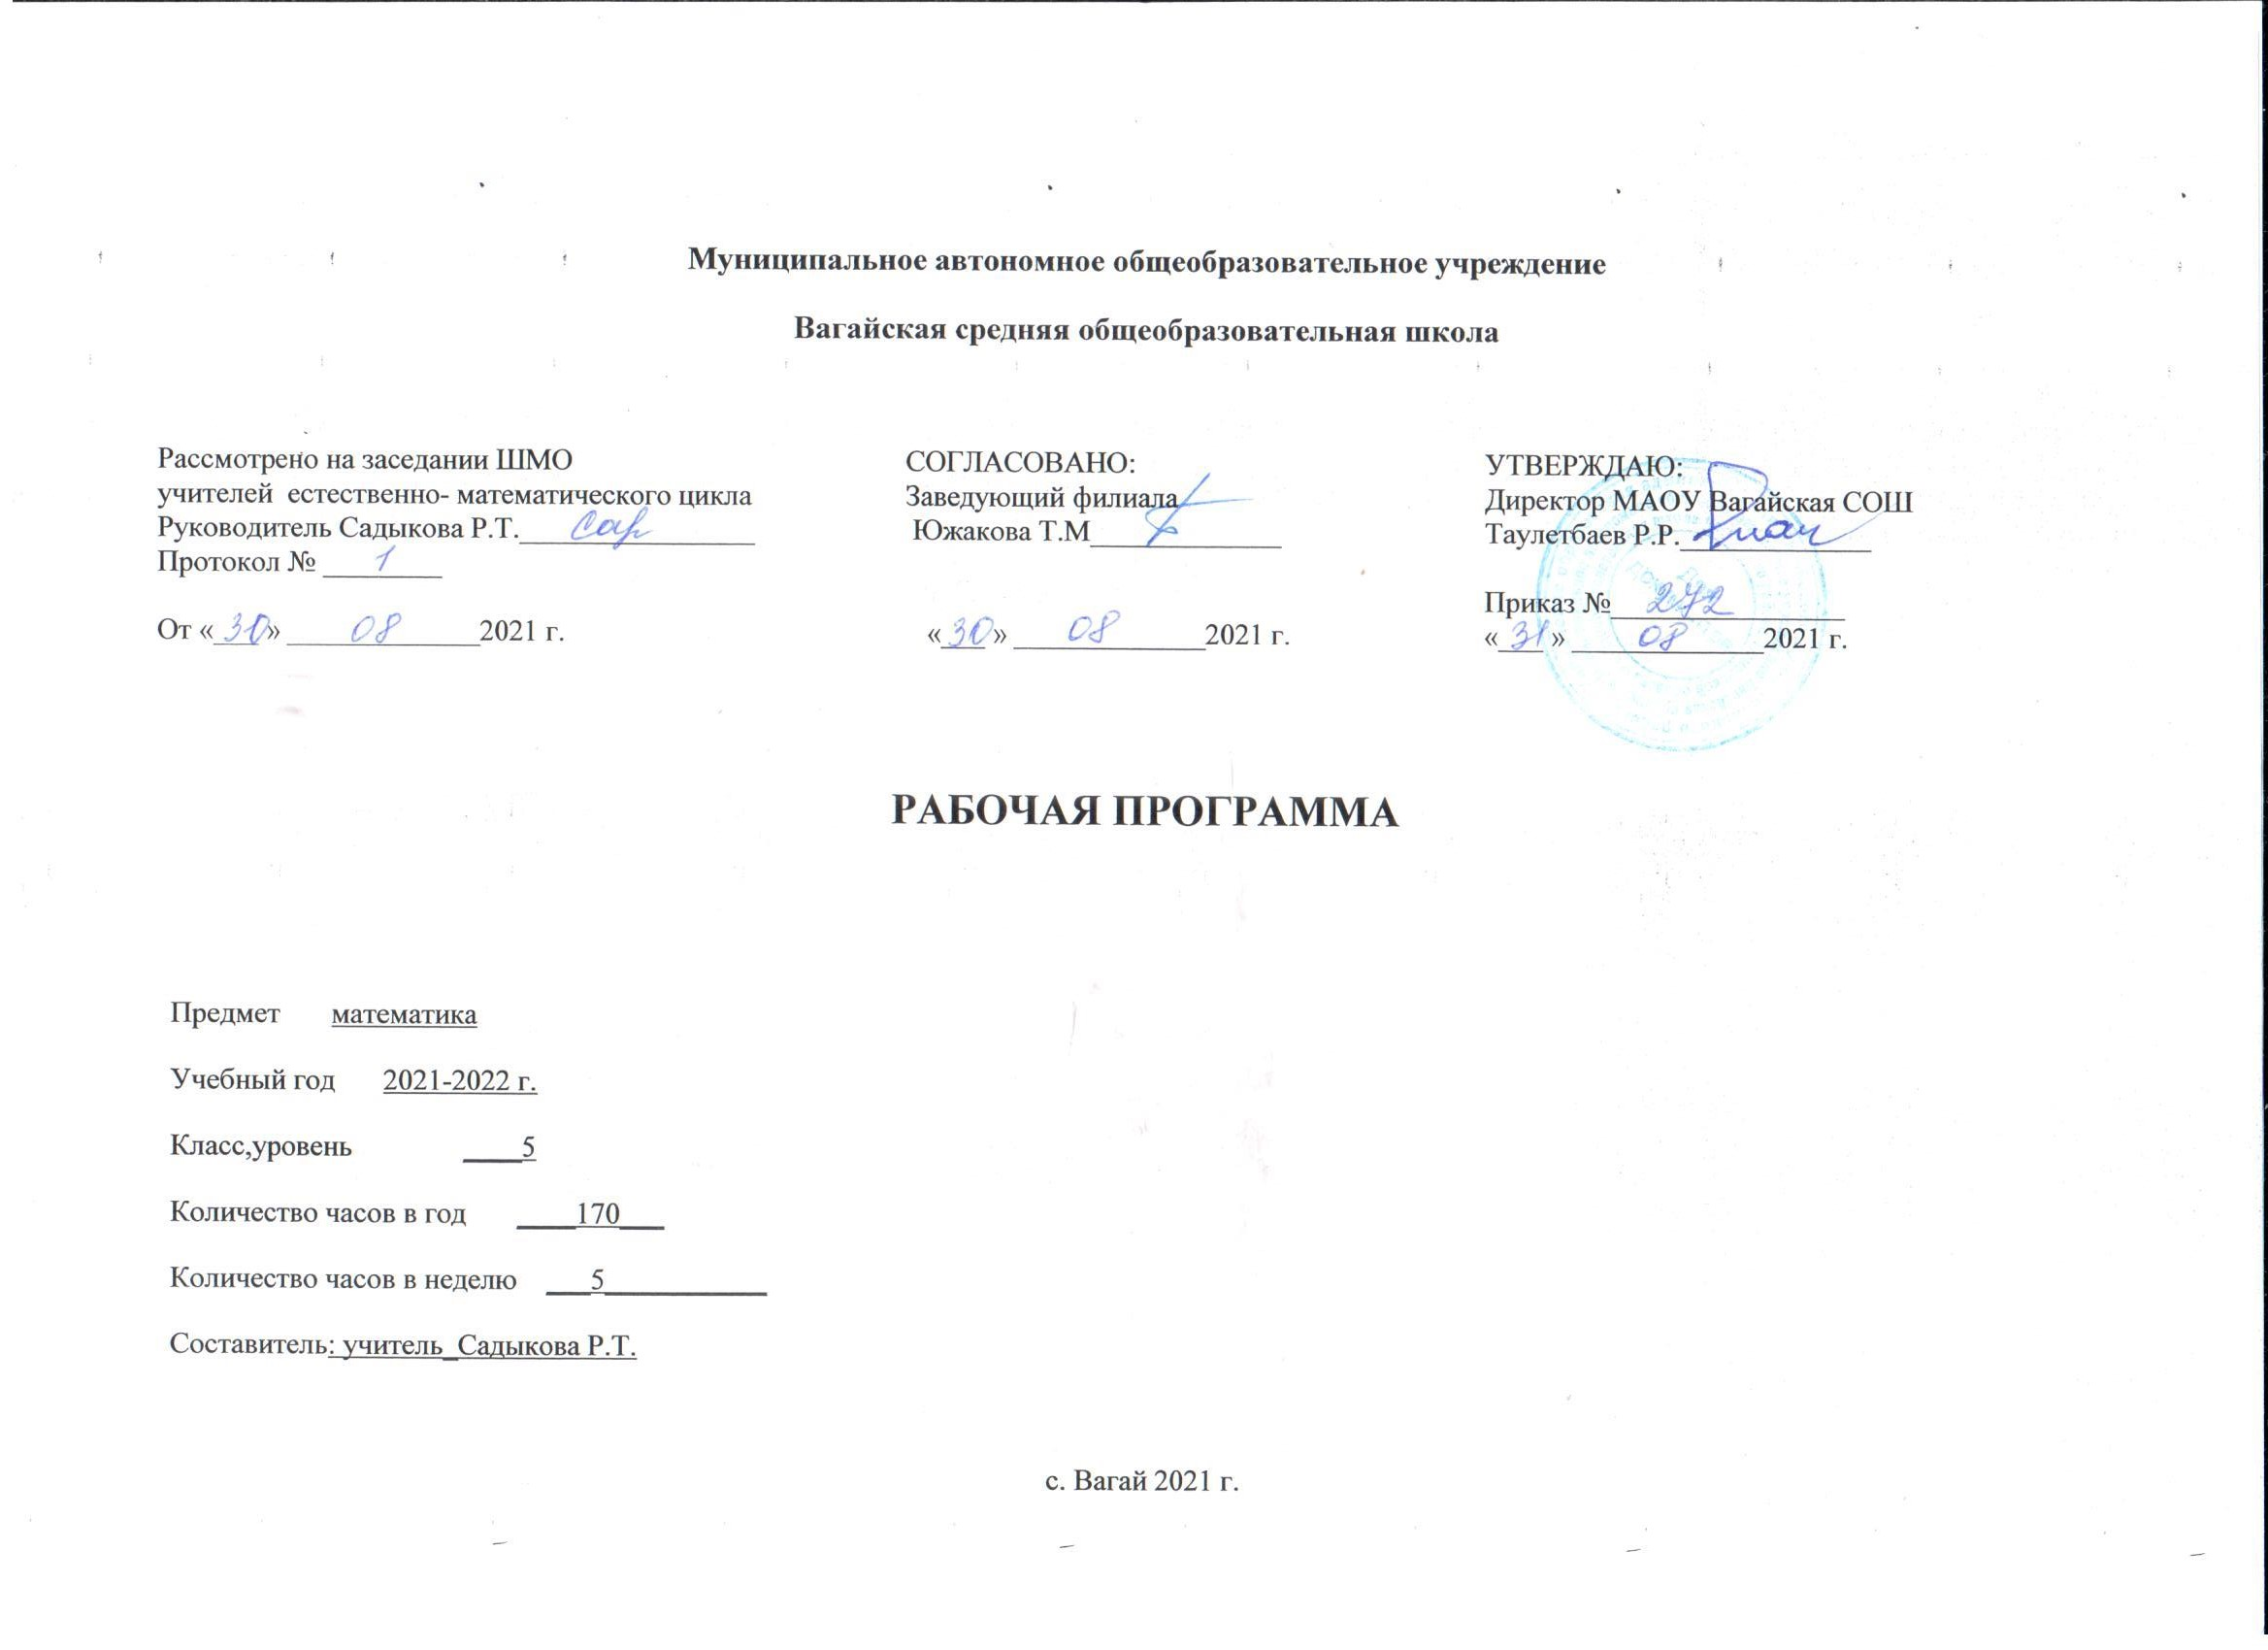 Муниципальное автономное общеобразовательное учреждение
Вагайская средняя общеобразовательная школа
Рассмотрено на заседании ШМО
учителей естественно- математического цикла
Руководитель Садыкова Р.Т.
Протокол № 1
От «30» 08 2021 г.
СОГЛАСОВАНО:
Заведующий филиала
Южакова Т.М
«30» 08 2021 г.
УТВЕРЖДАЮ:
Директор МАОУ Вагайская СОШ
Таулетбаев Р.Р.
Приказ № 272
«31» 08 2021 г.
РАБОЧАЯ ПРОГРАММА
Предмет математика
Учебный год 2021-2022 г.
Класс,уровень 5
Количество часов в год 170
Количество часов в неделю 5
Составитель: учитель_Садыкова Р.Т.
с. Вагай 2021 г.